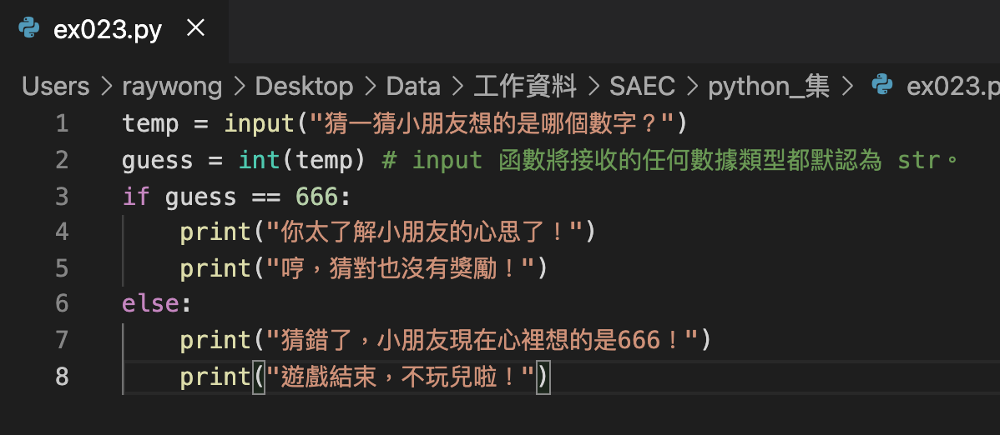 ex023.py ×
Users > raywong > Desktop > Data > 工作資料 > SAEC > python_集 > ex023.p
1 temp = input("猜一猜小朋友想的是哪個數字？")
2 guess = int(temp) # input 函數將接收的任何數據類型都默認為 str。
3 if guess == 666:
4     print("你太了解小朋友的心思了！")
5     print("哼，猜對也沒有獎勵！")
6 else:
7     print("猜錯了，小朋友現在心裡想的是666！")
8     print("遊戲結束，不玩兒啦！")